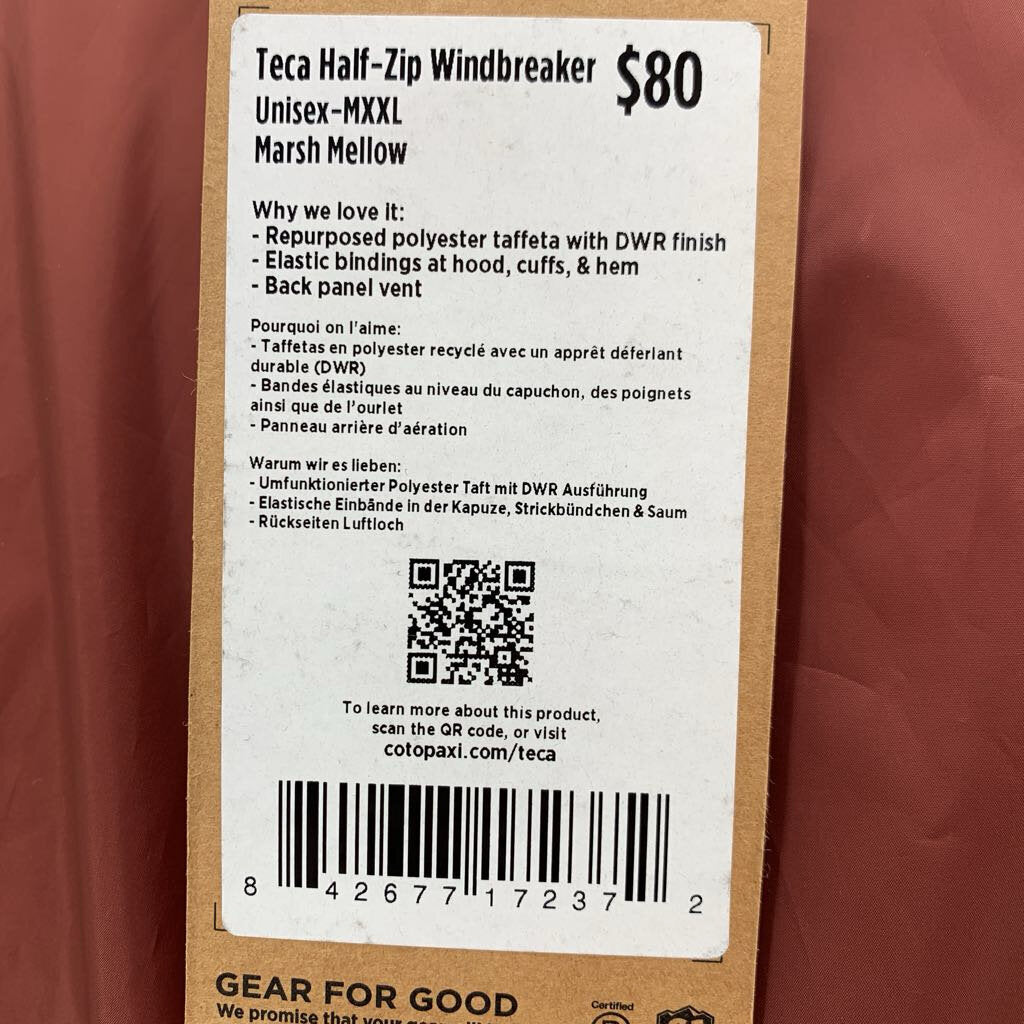 Teca Half-Zip Windbreaker $80
Unisex-MXXL
Marsh Mellow
Why we love it:
- Repurposed polyester taffeta with DWR finish
- Elastic bindings at hood, cuffs, & hem
- Back panel vent
Pourquoi on l'aime:
- Taffetas en polyester recyclé avec un apprêt déferlant
durable (DWR)
- Bandes élastiques au niveau du capuchon, des poignets
ainsi que de l'ourlet
- Panneau arrière d'aération
Warum wir es lieben:
- Umfunktionierter Polyester Taft mit DWR Ausführung
- Elastische Einbände in der Kapuze, Strickbündchen & Saum
- Rückseiten Luftloch
To learn more about this product,
scan the QR code, or visit
cotopaxi.com/teca
8 42677 17237 2
GEAR FOR GOOD
Certified
We promise that your